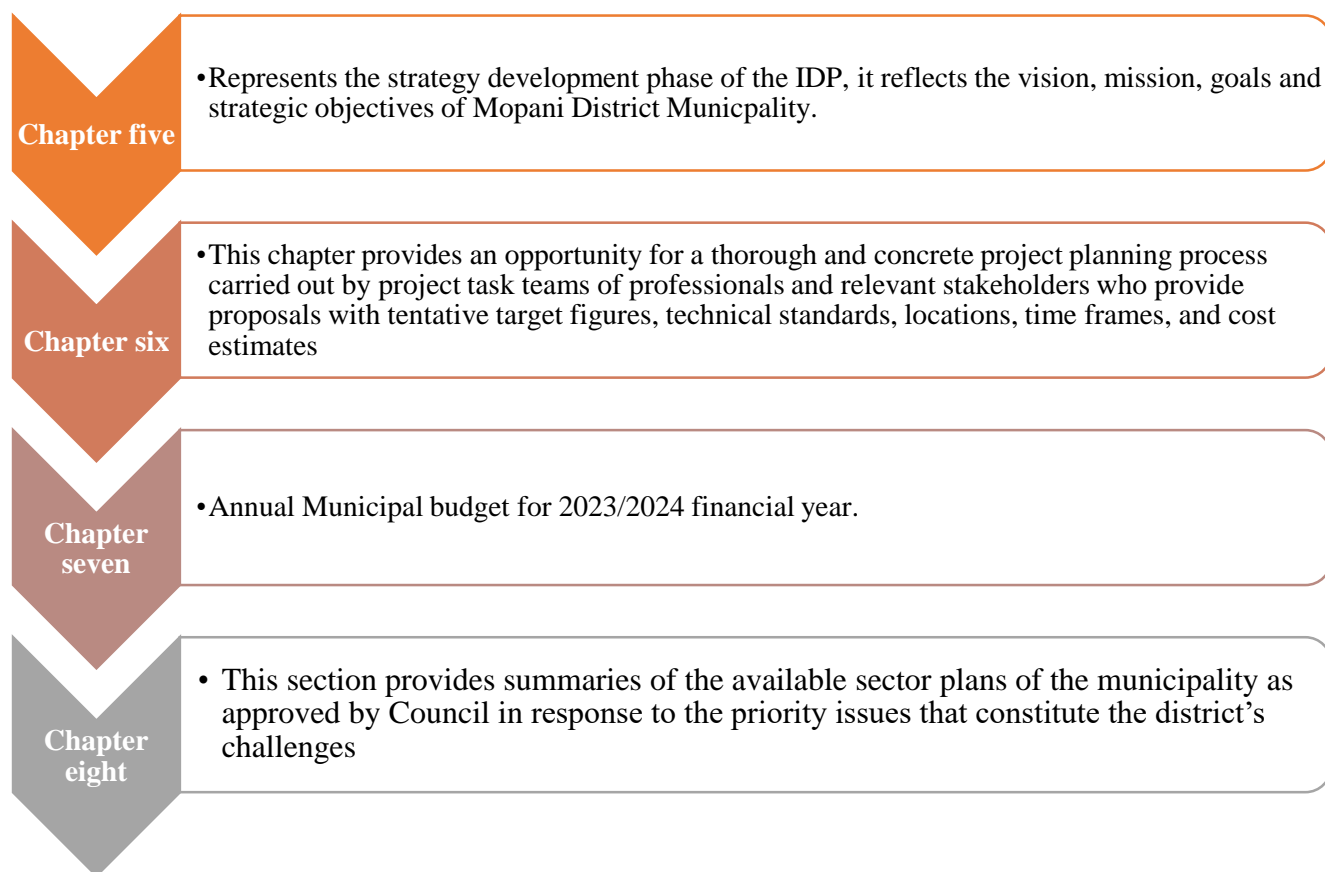 Chapter five
•Represents the strategy development phase of the IDP, it reflects the vision, mission, goals and
strategic objectives of Mopani District Municpality.
Chapter six
•This chapter provides an opportunity for a thorough and concrete project planning process
carried out by project task teams of professionals and relevant stakeholders who provide
proposals with tentative target figures, technical standards, locations, time frames, and cost
estimates
Chapter
seven
•Annual Municipal budget for 2023/2024 financial year.
Chapter
eight
• This section provides summaries of the available sector plans of the municipality as
approved by Council in response to the priority issues that constitute the district’s
challenges